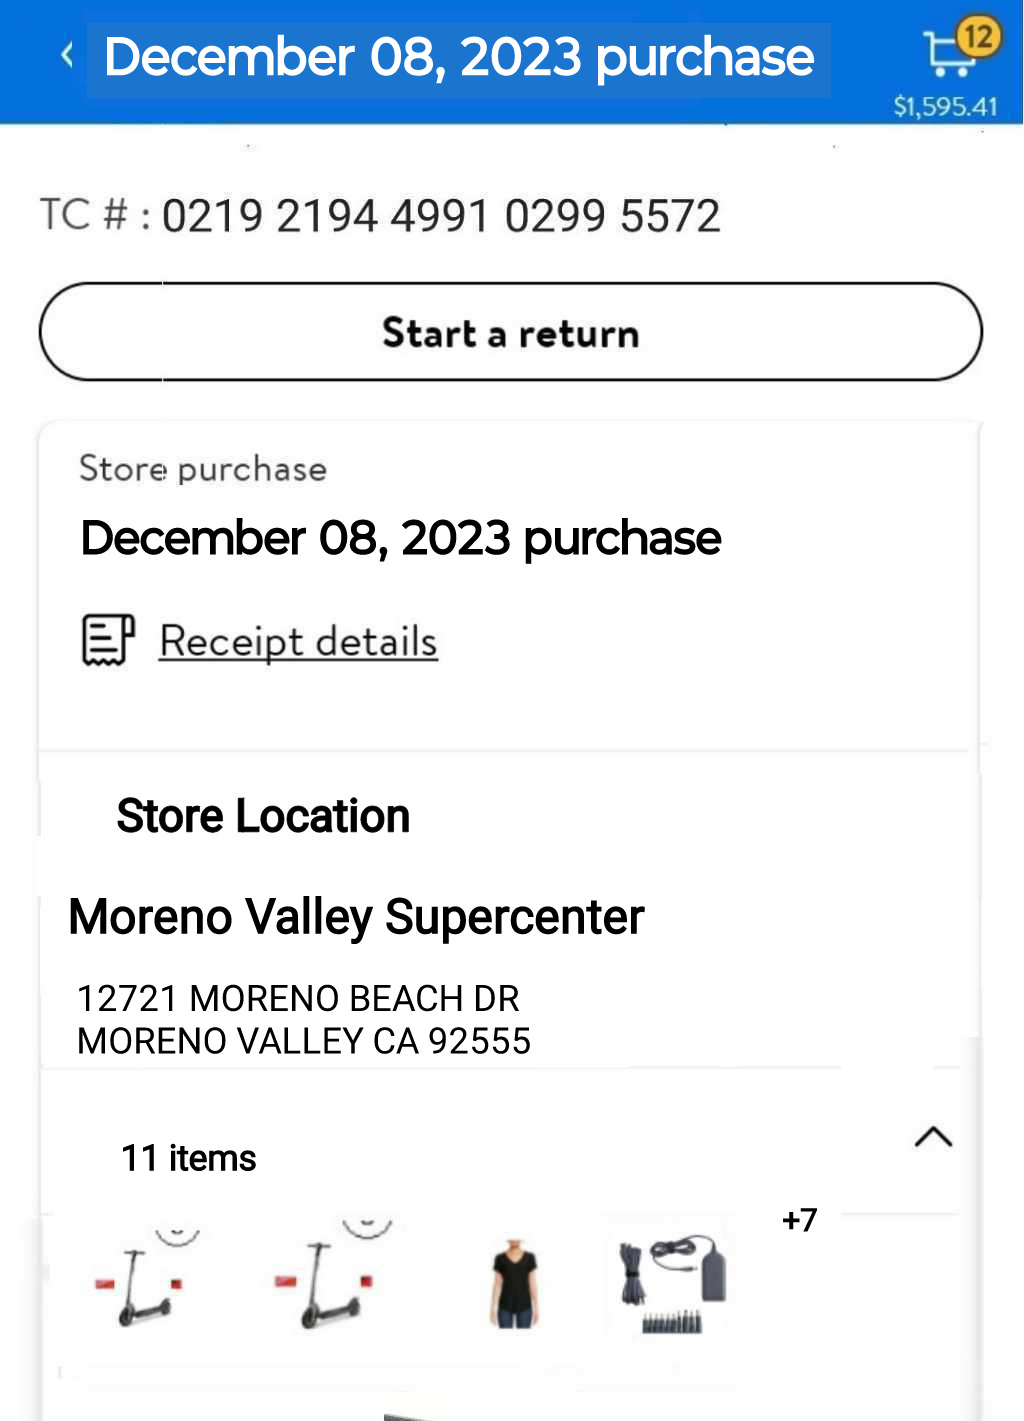 December 08, 2023 purchase
12
$1,595.41
TC # : 0219 2194 4991 0299 5572
Start a return
Store purchase
December 08, 2023 purchase
Receipt details
Store Location
Moreno Valley Supercenter
12721 MORENO BEACH DR
MORENO VALLEY CA 92555
11 items
+7